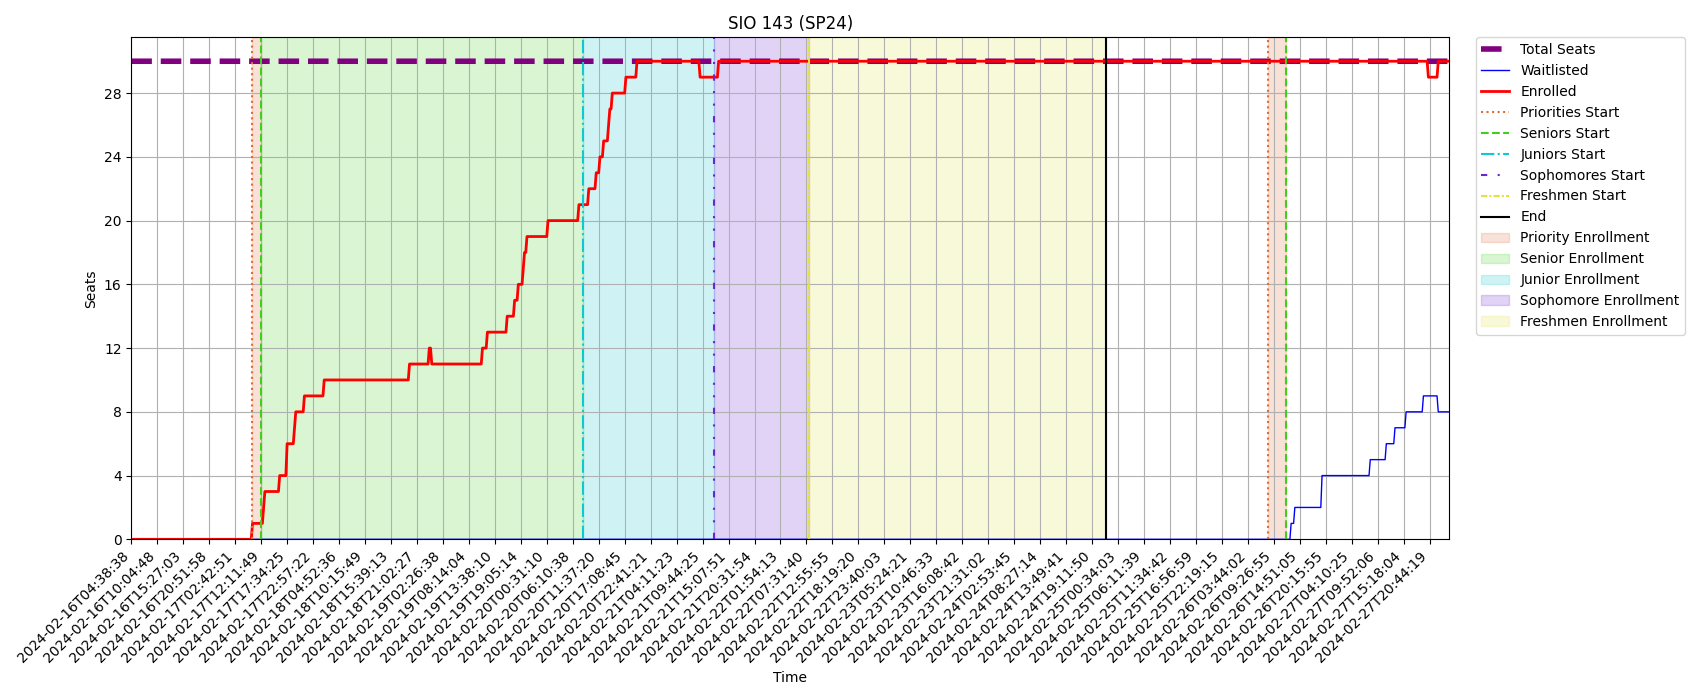 SIO 143 (SP24)
Total Seats
Waitlisted
Enrolled
Priorities Start
Seniors Start
Juniors Start
Sophomores Start
Freshmen Start
End
Priority Enrollment
Senior Enrollment
Junior Enrollment
Sophomore Enrollment
Freshmen Enrollment
Seats
28
24
20
16
12
8
4
0
2024-02-16T04:38:38
2024-02-16T10:04:48
2024-02-16T15:27:03
2024-02-16T20:51:58
2024-02-17T02:42:51
2024-02-17T12:11:49
2024-02-17T17:34:25
2024-02-17T22:57:22
2024-02-18T04:52:36
2024-02-18T10:15:49
2024-02-18T15:39:13
2024-02-18T21:02:27
2024-02-19T02:26:38
2024-02-19T08:14:04
2024-02-19T13:38:10
2024-02-19T19:05:14
2024-02-20T00:31:10
2024-02-20T06:10:38
2024-02-20T11:37:20
2024-02-20T17:08:45
2024-02-20T22:41:21
2024-02-21T04:11:23
2024-02-21T09:44:25
2024-02-21T15:07:51
2024-02-21T20:31:54
2024-02-22T01:54:13
2024-02-22T07:31:40
2024-02-22T12:55:55
2024-02-22T18:19:20
2024-02-22T23:40:03
2024-02-23T05:24:21
2024-02-23T10:46:33
2024-02-23T16:08:42
2024-02-23T21:31:02
2024-02-24T02:53:45
2024-02-24T08:27:14
2024-02-24T13:49:41
2024-02-24T19:11:50
2024-02-25T00:34:03
2024-02-25T06:11:39
2024-02-25T11:34:42
2024-02-25T16:56:59
2024-02-25T22:19:15
2024-02-26T03:44:02
2024-02-26T09:26:55
2024-02-26T14:51:05
2024-02-26T20:15:55
2024-02-27T04:10:25
2024-02-27T09:52:06
2024-02-27T15:18:04
2024-02-27T20:44:19
Time